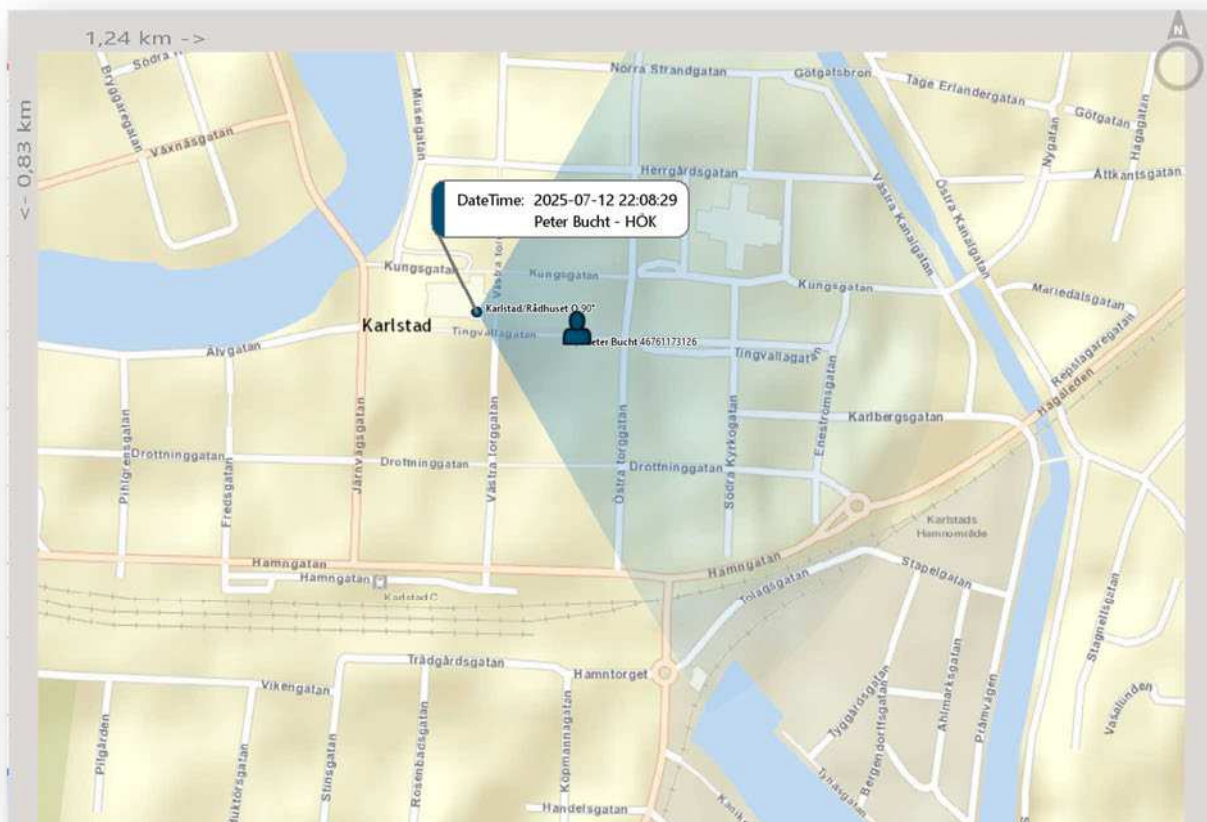 1,24 km ->
<- 0,83 km
N
Norra Strandgatan
Götgatsbron
Tage Erlandergatan
Götgatan
Hagagatan
Nygatan
Bryggaregatan
Södra
Växnäsgatan
Museigatan
Herrgårdsgatan
Västra Kanalgatan
Östra Kanalgatan
Ättkantsgatan
DateTime: 2025-07-12 22:08:29
Peter Bucht - HÖK
Kungsgatan
Kungsgatan
Kungsgatan
Mariedalsgatan
Karlstad/Rådhuset O 90°
Karlstad
Tingvallagatan
Peter Bucht 46761173126
Tingvallagatan
Älvgatan
Repslagaregatan
Hagaleden
Karlbergsgatan
Eneströmsgatan
Pihlgrensgatan
Drottninggatan
Fredsgatan
Järnvägsgatan
Drottninggatan
Västra torggatan
Östra torggatan
Drottninggatan
Södra Kyrkogatan
Karlstads
Hamnområde
Hamngatan
Hamngatan
Karlstad C
Hamngatan
Tolagsgatan
Stapelgatan
Stagnellsgatan
Trädgårdsgatan
Hamntorget
Vikengatan
Pilgården
Stinsgatan
Rosenbadsgatan
Köpmannagatan
Handelsgatan
Tyggårdsgatan
Bergendorffsgatan
Ahlmarksgatan
Pråmvägen
Vasalunden
Tynäsgatan